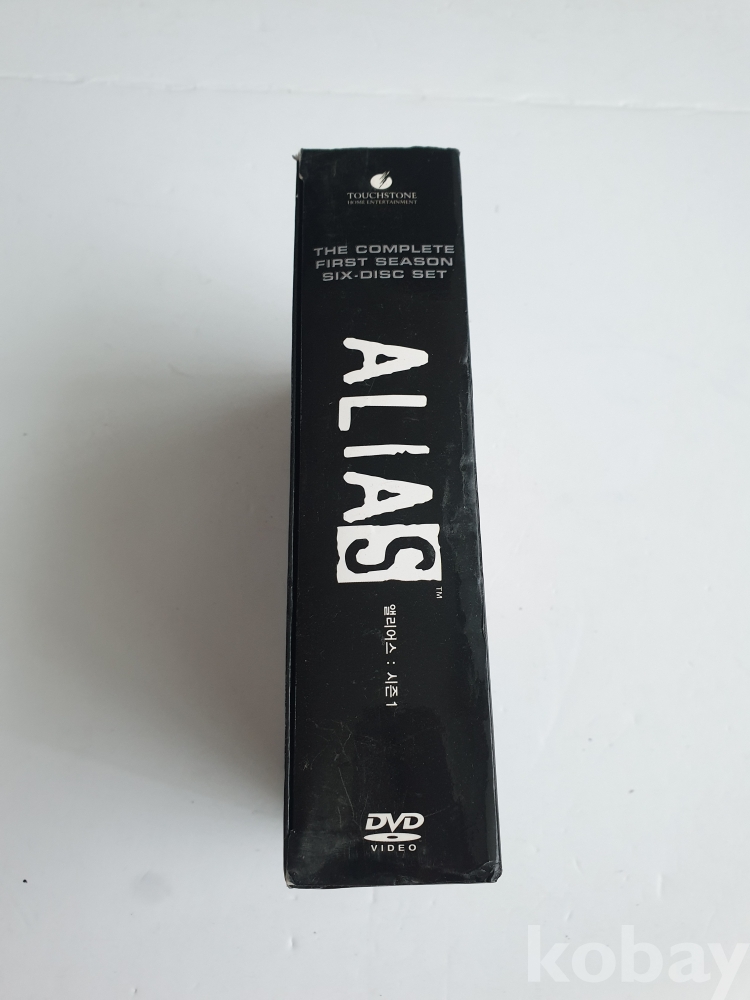 TOUCHSTONE
HOME ENTERTAINMENT
THE COMPLETE
FIRST SEASON
SIX-DISC SET
ALIAS
TM
앨리어스 : 시즌 1
DVD
VIDEO
kobay